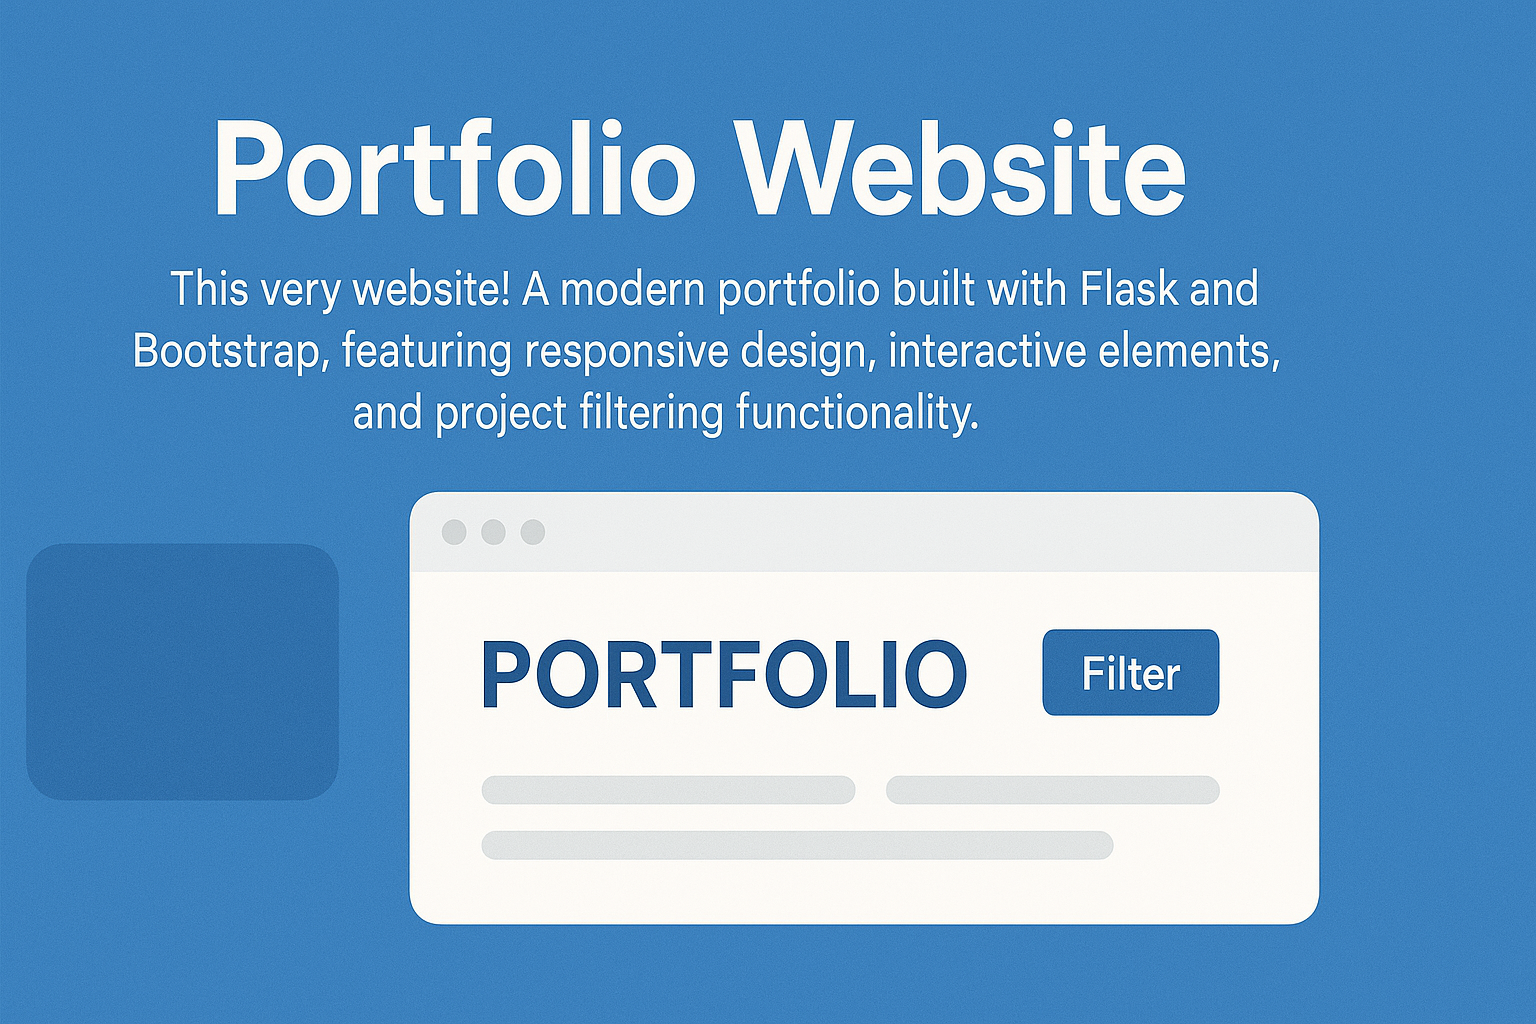 Portfolio Website
This very website! A modern portfolio built with Flask and
Bootstrap, featuring responsive design, interactive elements,
and project filtering functionality.
PORTFOLIO
Filter